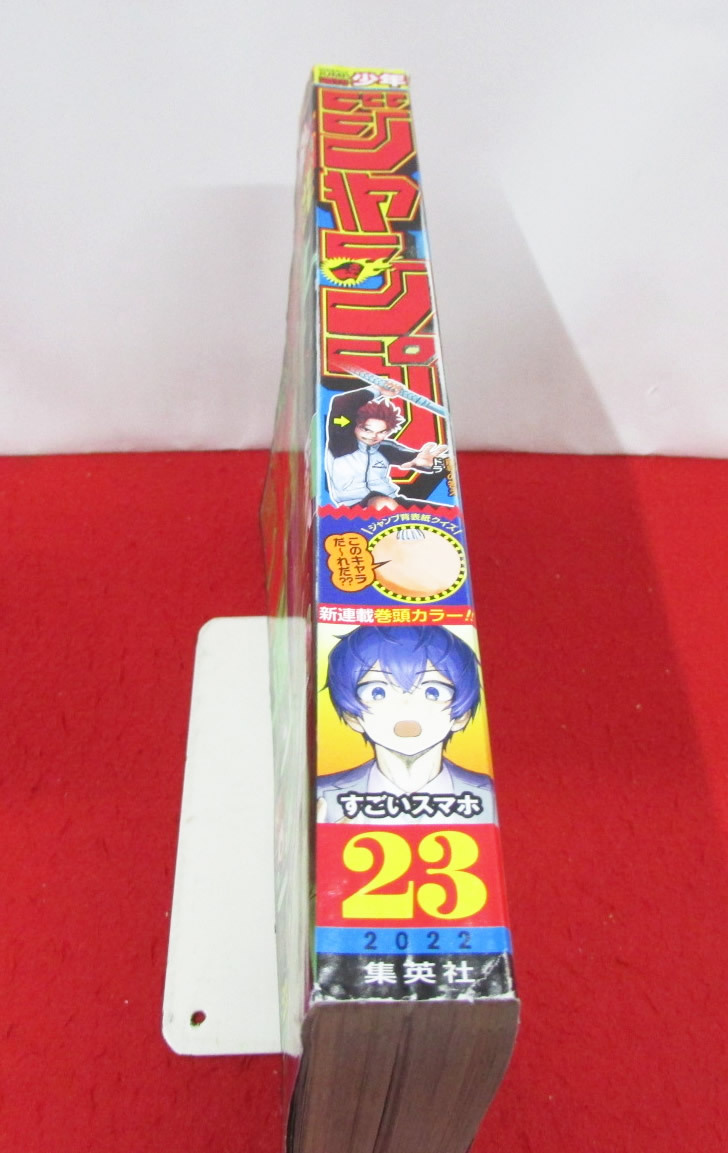 少年
ジャンプ
ドラ
ジャンプ背表紙クイズ
このキャラ
だ〜れだ??
新連載巻頭カラー!!
すごいスマホ
23
2022
集英社